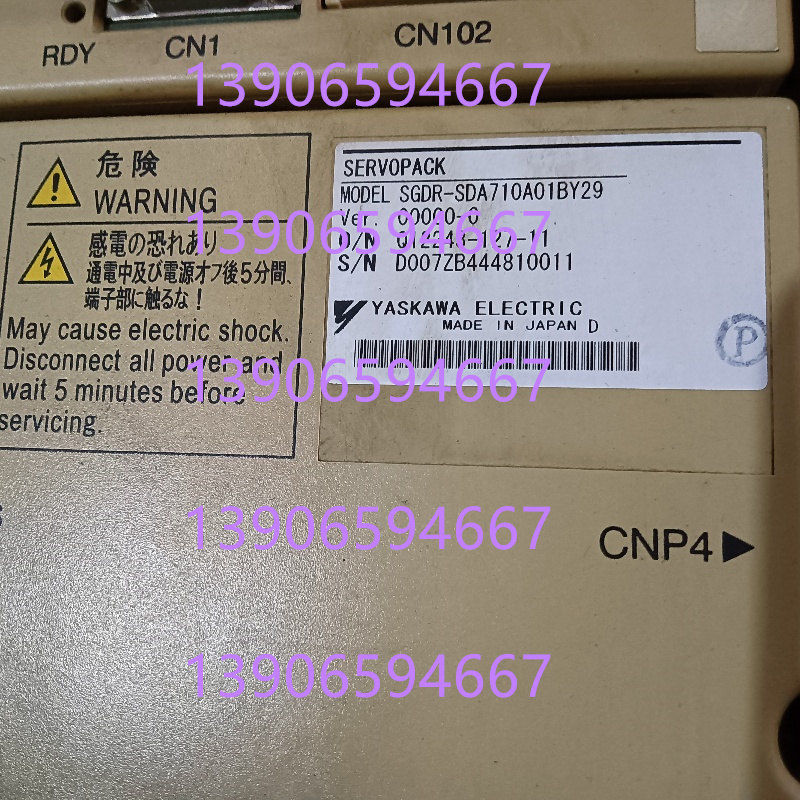 RDY
CN1
CN102
13906594667
危険
WARNING
感電の恐れあり
通電中及び電源オフ後5分間、
端子部に触るな!
May cause electric shock.
Disconnect all power and
wait 5 minutes before
servicing.
SERVOPACK
MODEL SGDR-SDA710A01BY29
Ver.
13906594667
S/N D007ZB444810011
YASKAWA ELECTRIC
MADE IN JAPAN D
P
13906594667
13906594667
CNP4
13906594667